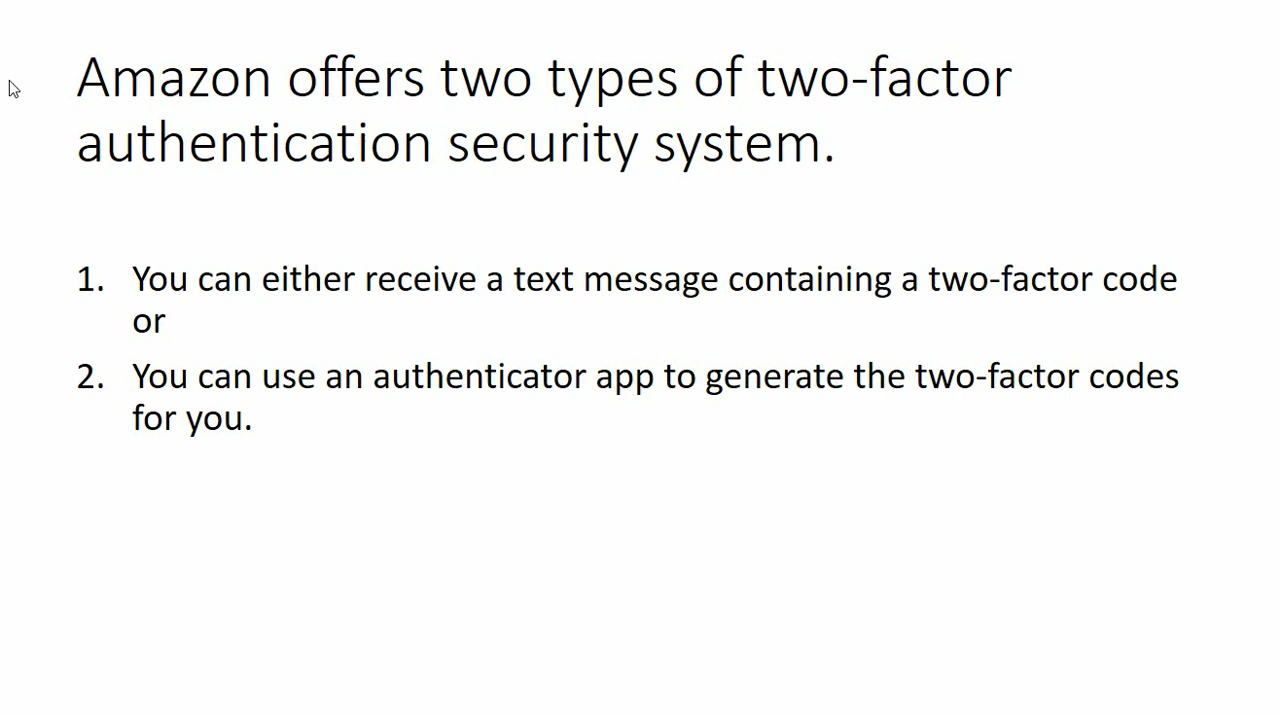 Amazon offers two types of two-factor
authentication security system.
1. You can either receive a text message containing a two-factor code
or
2. You can use an authenticator app to generate the two-factor codes
for you.